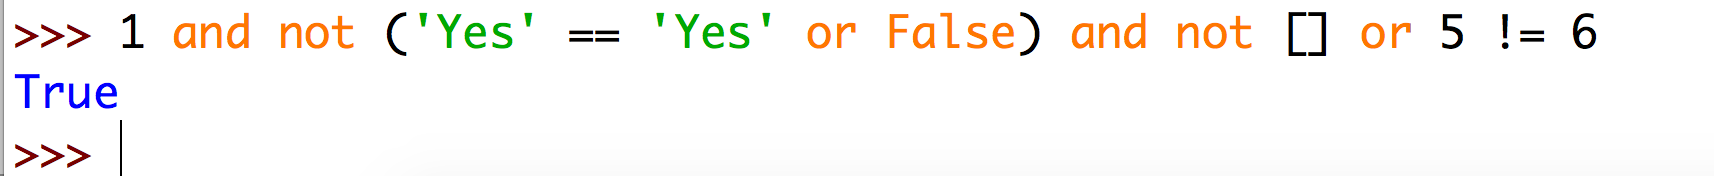 >>> 1 and not ('Yes' == 'Yes' or False) and not [] or 5 != 6
True
>>>